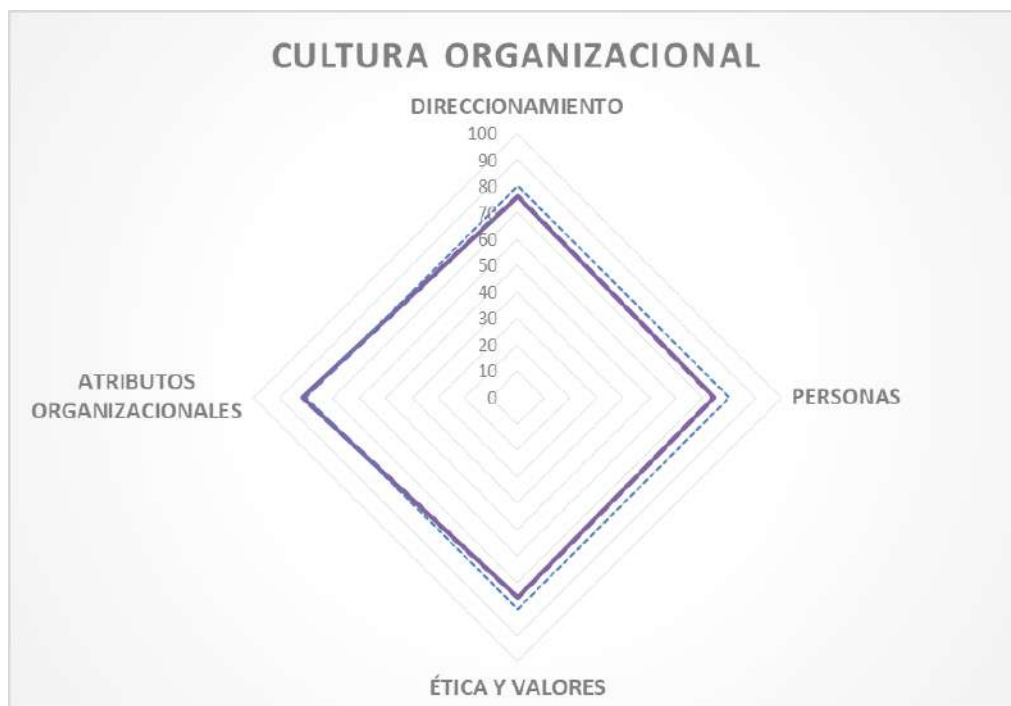 CULTURA ORGANIZACIONAL
DIRECCIONAMIENTO
100
90
80
70
60
50
40
30
20
10
0
ATRIBUTOS
ORGANIZACIONALES
PERSONAS
ÉTICA Y VALORES